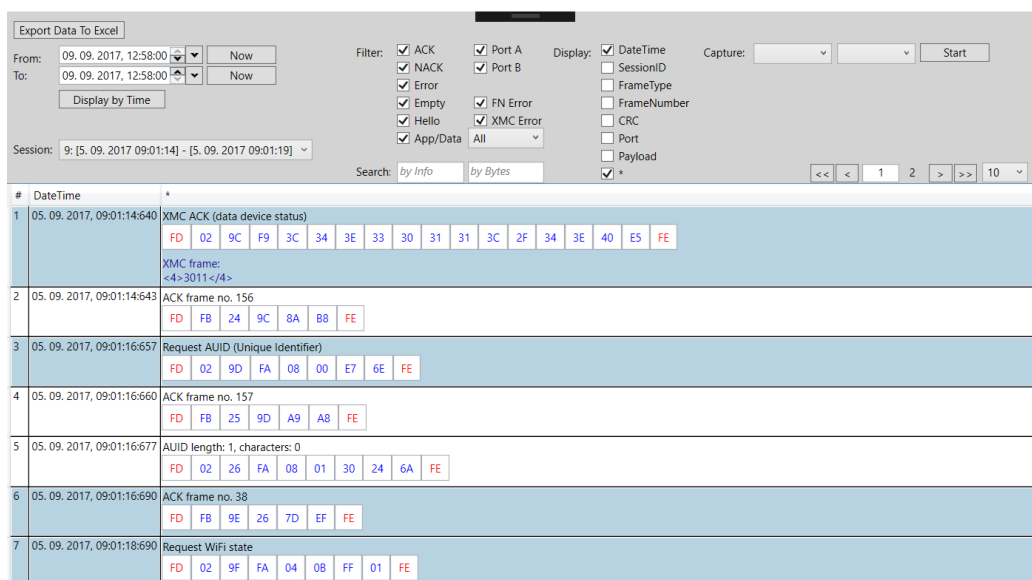 Export Data To Excel
From: 09. 09. 2017, 12:58:00 Now
To: 09. 09. 2017, 12:58:00 Now
Display by Time
Session: 9: [5. 09. 2017 09:01:14] - [5. 09. 2017 09:01:19]
Filter: ACK Port A
NACK Port B
Error
Empty FN Error
Hello XMC Error
App/Data All
Search: by Info by Bytes
Display: DateTime
SessionID
FrameType
FrameNumber
CRC
Port
Payload
*
Capture: Start
<< < 1 2 > >> 10
# DateTime *
1 05. 09. 2017, 09:01:14:640 XMC ACK (data device status)
FD 02 9C F9 3C 34 3E 33 30 31 31 3C 2F 34 3E 40 E5 FE
XMC frame:
<4>3011</4>
2 05. 09. 2017, 09:01:14:643 ACK frame no. 156
FD FB 24 9C 8A B8 FE
3 05. 09. 2017, 09:01:16:657 Request AUID (Unique Identifier)
FD 02 9D FA 08 00 E7 6E FE
4 05. 09. 2017, 09:01:16:660 ACK frame no. 157
FD FB 25 9D A9 A8 FE
5 05. 09. 2017, 09:01:16:677 AUID length: 1, characters: 0
FD 02 26 FA 08 01 30 24 6A FE
6 05. 09. 2017, 09:01:16:690 ACK frame no. 38
FD FB 9E 26 7D EF FE
7 05. 09. 2017, 09:01:18:690 Request WiFi state
FD 02 9F FA 04 0B FF 01 FE